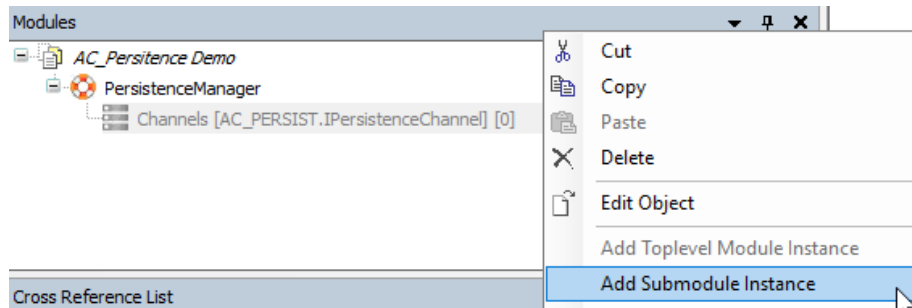 Modules
AC_Persitence Demo
PersistenceManager
Channels [AC_PERSIST.IPersistenceChannel] [0]
Cut
Copy
Paste
Delete
Edit Object
Add Toplevel Module Instance
Add Submodule Instance
Cross Reference List